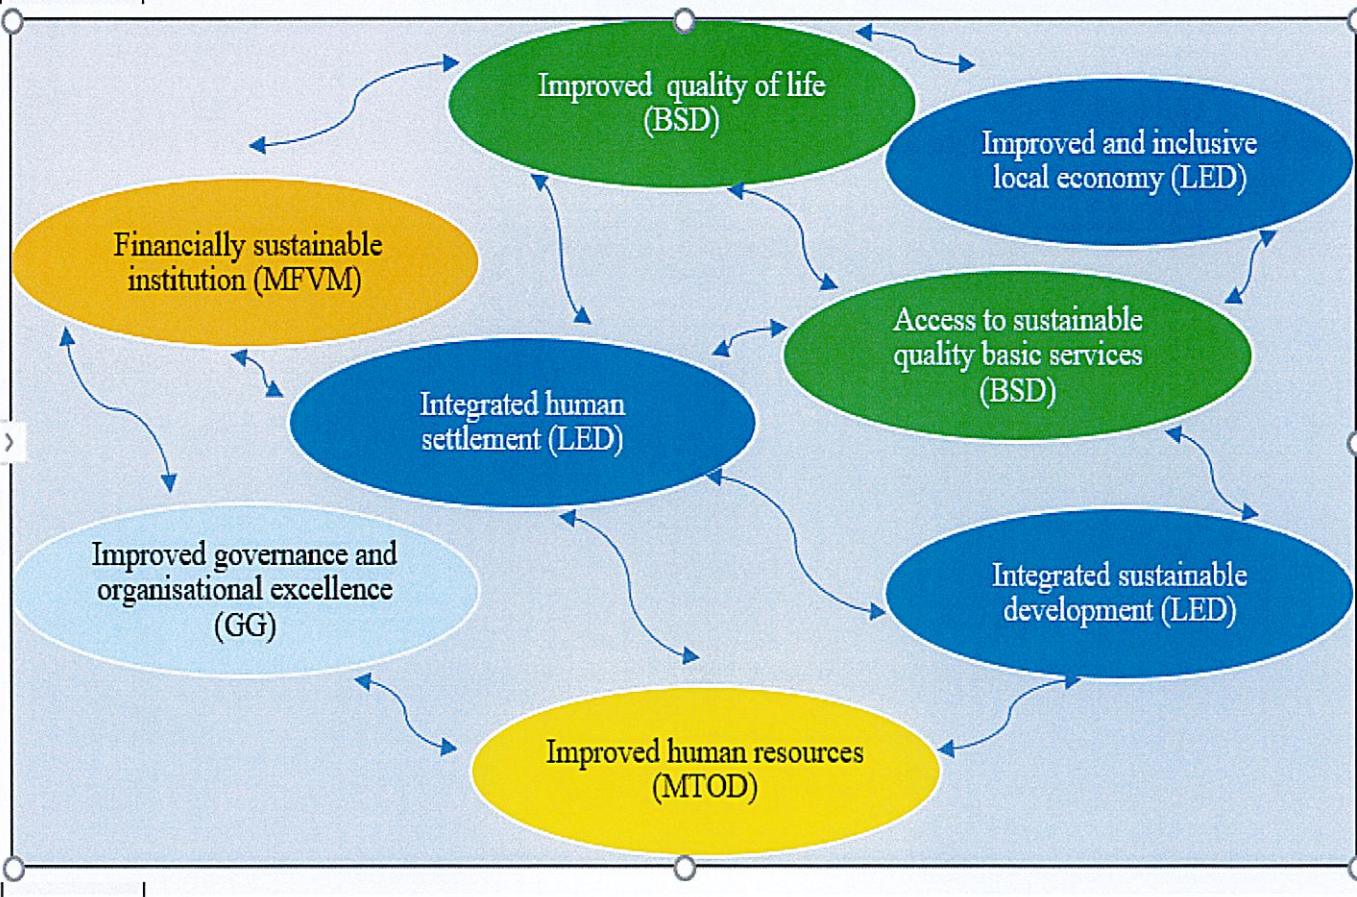 Improved quality of life
(BSD)
Improved and inclusive
local economy (LED)
Financially sustainable
institution (MFVM)
Access to sustainable
quality basic services
(BSD)
Integrated human
settlement (LED)
Improved governance and
organisational excellence
(GG)
Integrated sustainable
development (LED)
Improved human resources
(MTOD)